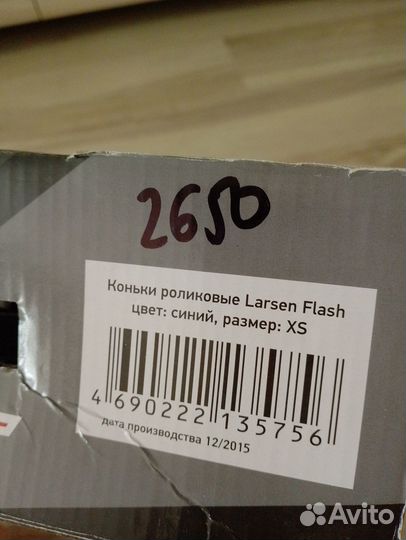 2650
Коньки роликовые Larsen Flash
цвет: синий, размер: XS
4 690222 135756
дата производства 12/2015
Avito